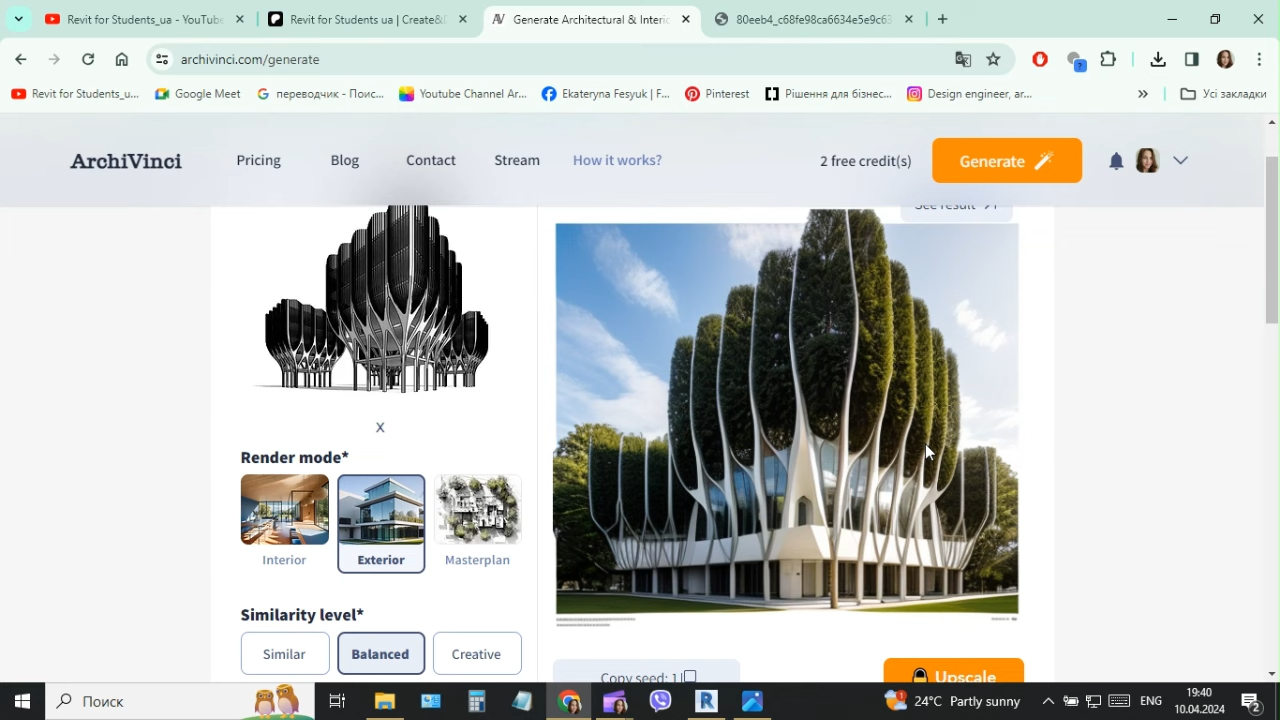 Revit for Students_ua - YouTube
Revit for Students ua | Create&D
Generate Architectural & Interio
80eeb4_c68fe98ca6634e5e9c63
archivinci.com/generate
Revit for Students_u...
Google Meet
переводчик - Поис...
Youtube Channel Ar...
Ekateryna Fesyuk | F...
Pinterest
Рішення для бізнес...
Design engineer, ar...
Усі закладки
ArchiVinci
Pricing
Blog
Contact
Stream
How it works?
2 free credit(s)
Generate
See result
X
Render mode*
Interior
Exterior
Masterplan
Similarity level*
Similar
Balanced
Creative
Copy seed: 1
Upscale
Поиск
24°C Partly sunny
ENG
19:40
10.04.2024
2